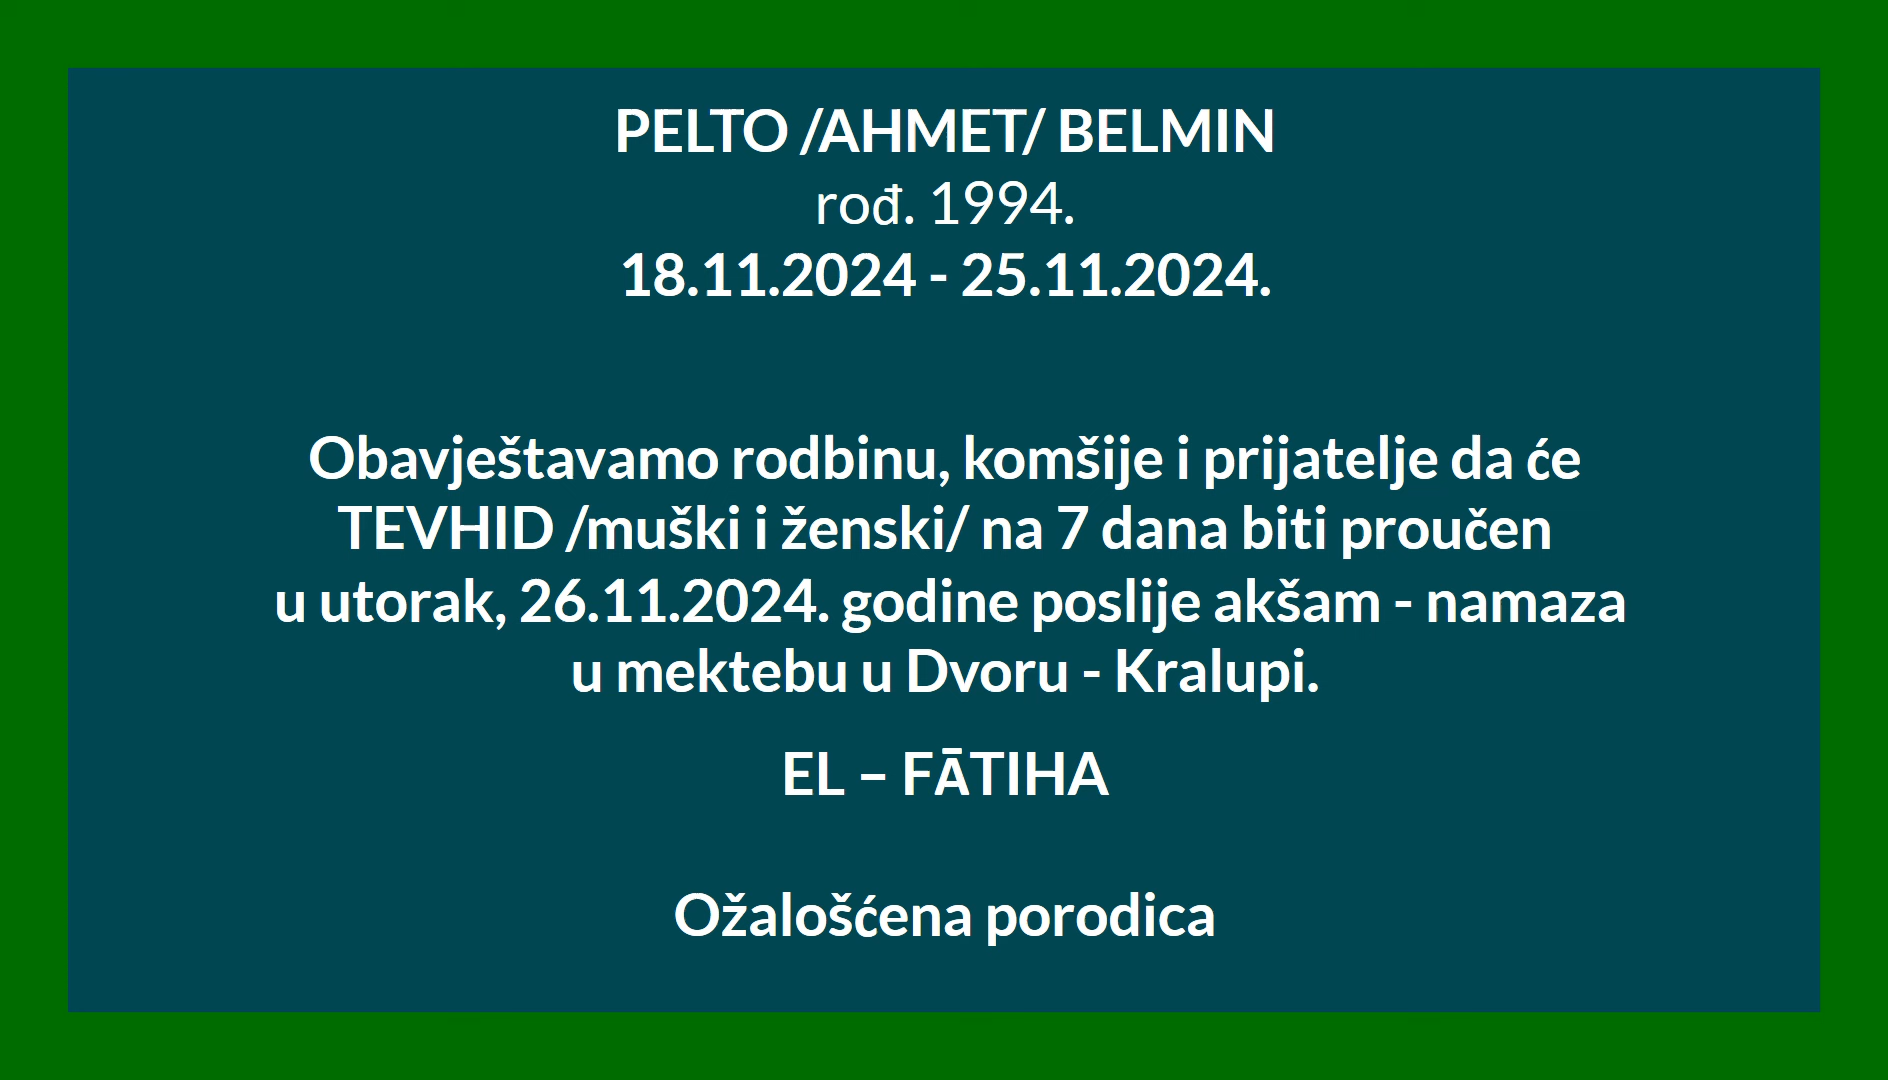 PELTO /AHMET/ BELMIN
rođ. 1994.
18.11.2024 - 25.11.2024.
Obavještavamo rodbinu, komšije i prijatelje da će
TEVHID /muški i ženski/ na 7 dana biti proučen
u utorak, 26.11.2024. godine poslije akšam - namaza
u mektebu u Dvoru - Kralupi.
EL – FĀTIHA
Ožalošćena porodica